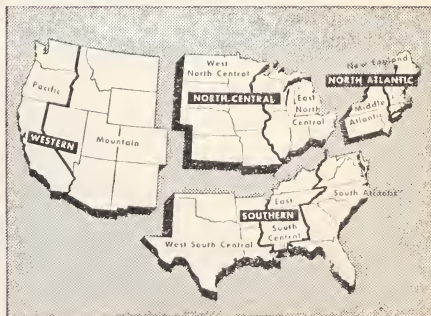 Pacific
WESTERN
Mountain
West
North Central
NORTH CENTRAL
East
North
Central
New England
NORTH ATLANTIC
Middle
Atlantic
West South Central
SOUTHERN
East
South
Central
South Atlantic